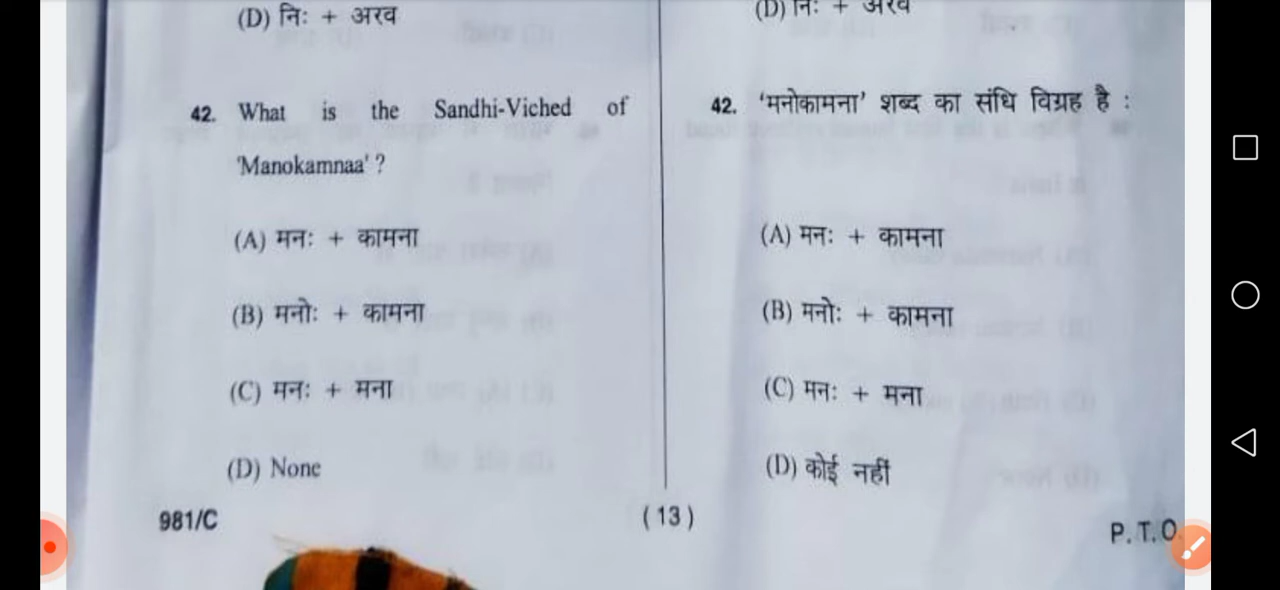 (D) निः + अरव
42. What is the Sandhi-Viched of
'Manokamnaa' ?
(A) मनः + कामना
(B) मनोः + कामना
(C) मनः + मना
(D) None
981/C
(D) निः + अरव
42. 'मनोकामना' शब्द का संधि विग्रह है :
(A) मनः + कामना
(B) मनोः + कामना
(C) मनः + मना
(D) कोई नहीं
(13)
P.T.O.